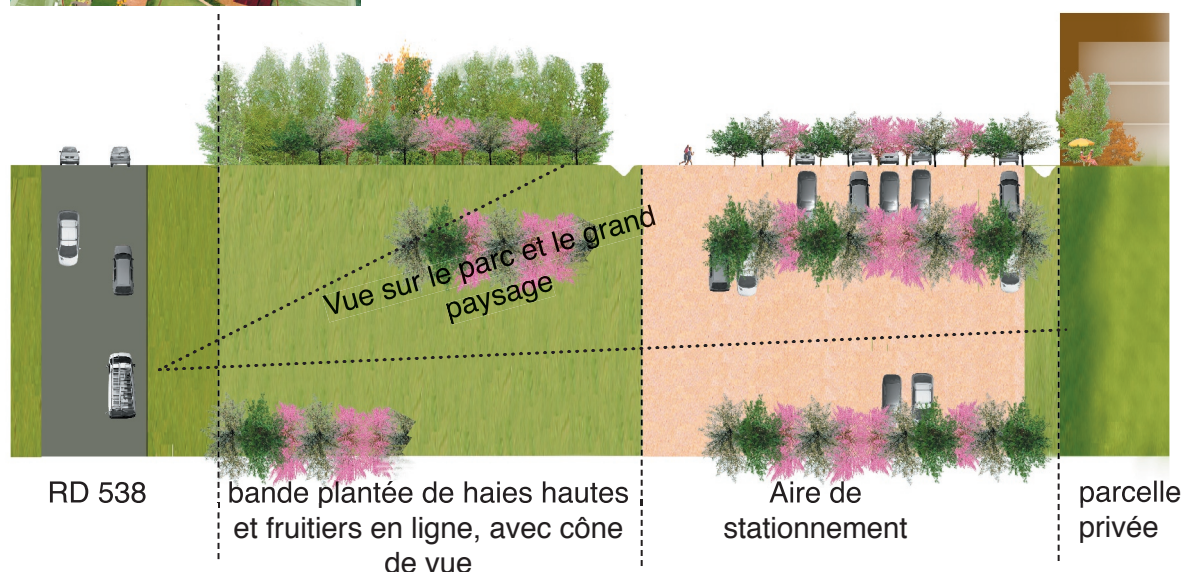 Vue sur le parc et le grand
paysage
RD 538
bande plantée de haies hautes
et fruitiers en ligne, avec cône
de vue
Aire de
stationnement
parcelle
privée